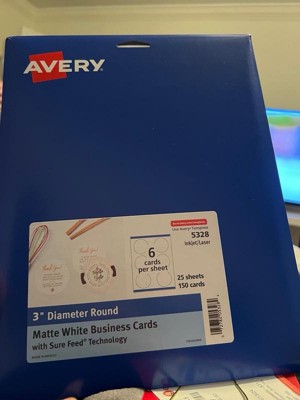 AVERY
Use Avery Template
5328
Inkjet/Laser
6
cards
per sheet
25 sheets
150 cards
3" Diameter Round
Matte White Business Cards
with Sure Feed® Technology